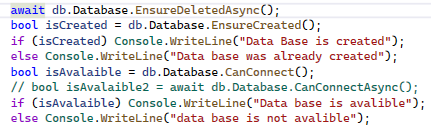 await db.Database.EnsureDeletedAsync();
bool isCreated = db.Database.EnsureCreated();
if (isCreated) Console.WriteLine("Data Base is created");
else Console.WriteLine("Data base was already created");
bool isAvalaible = db.Database.CanConnect();
// bool isAvalaible2 = await db.Database.CanConnectAsync();
if (isAvalaible) Console.WriteLine("Data base is avalible");
else Console.WriteLine("data base is not avalible");